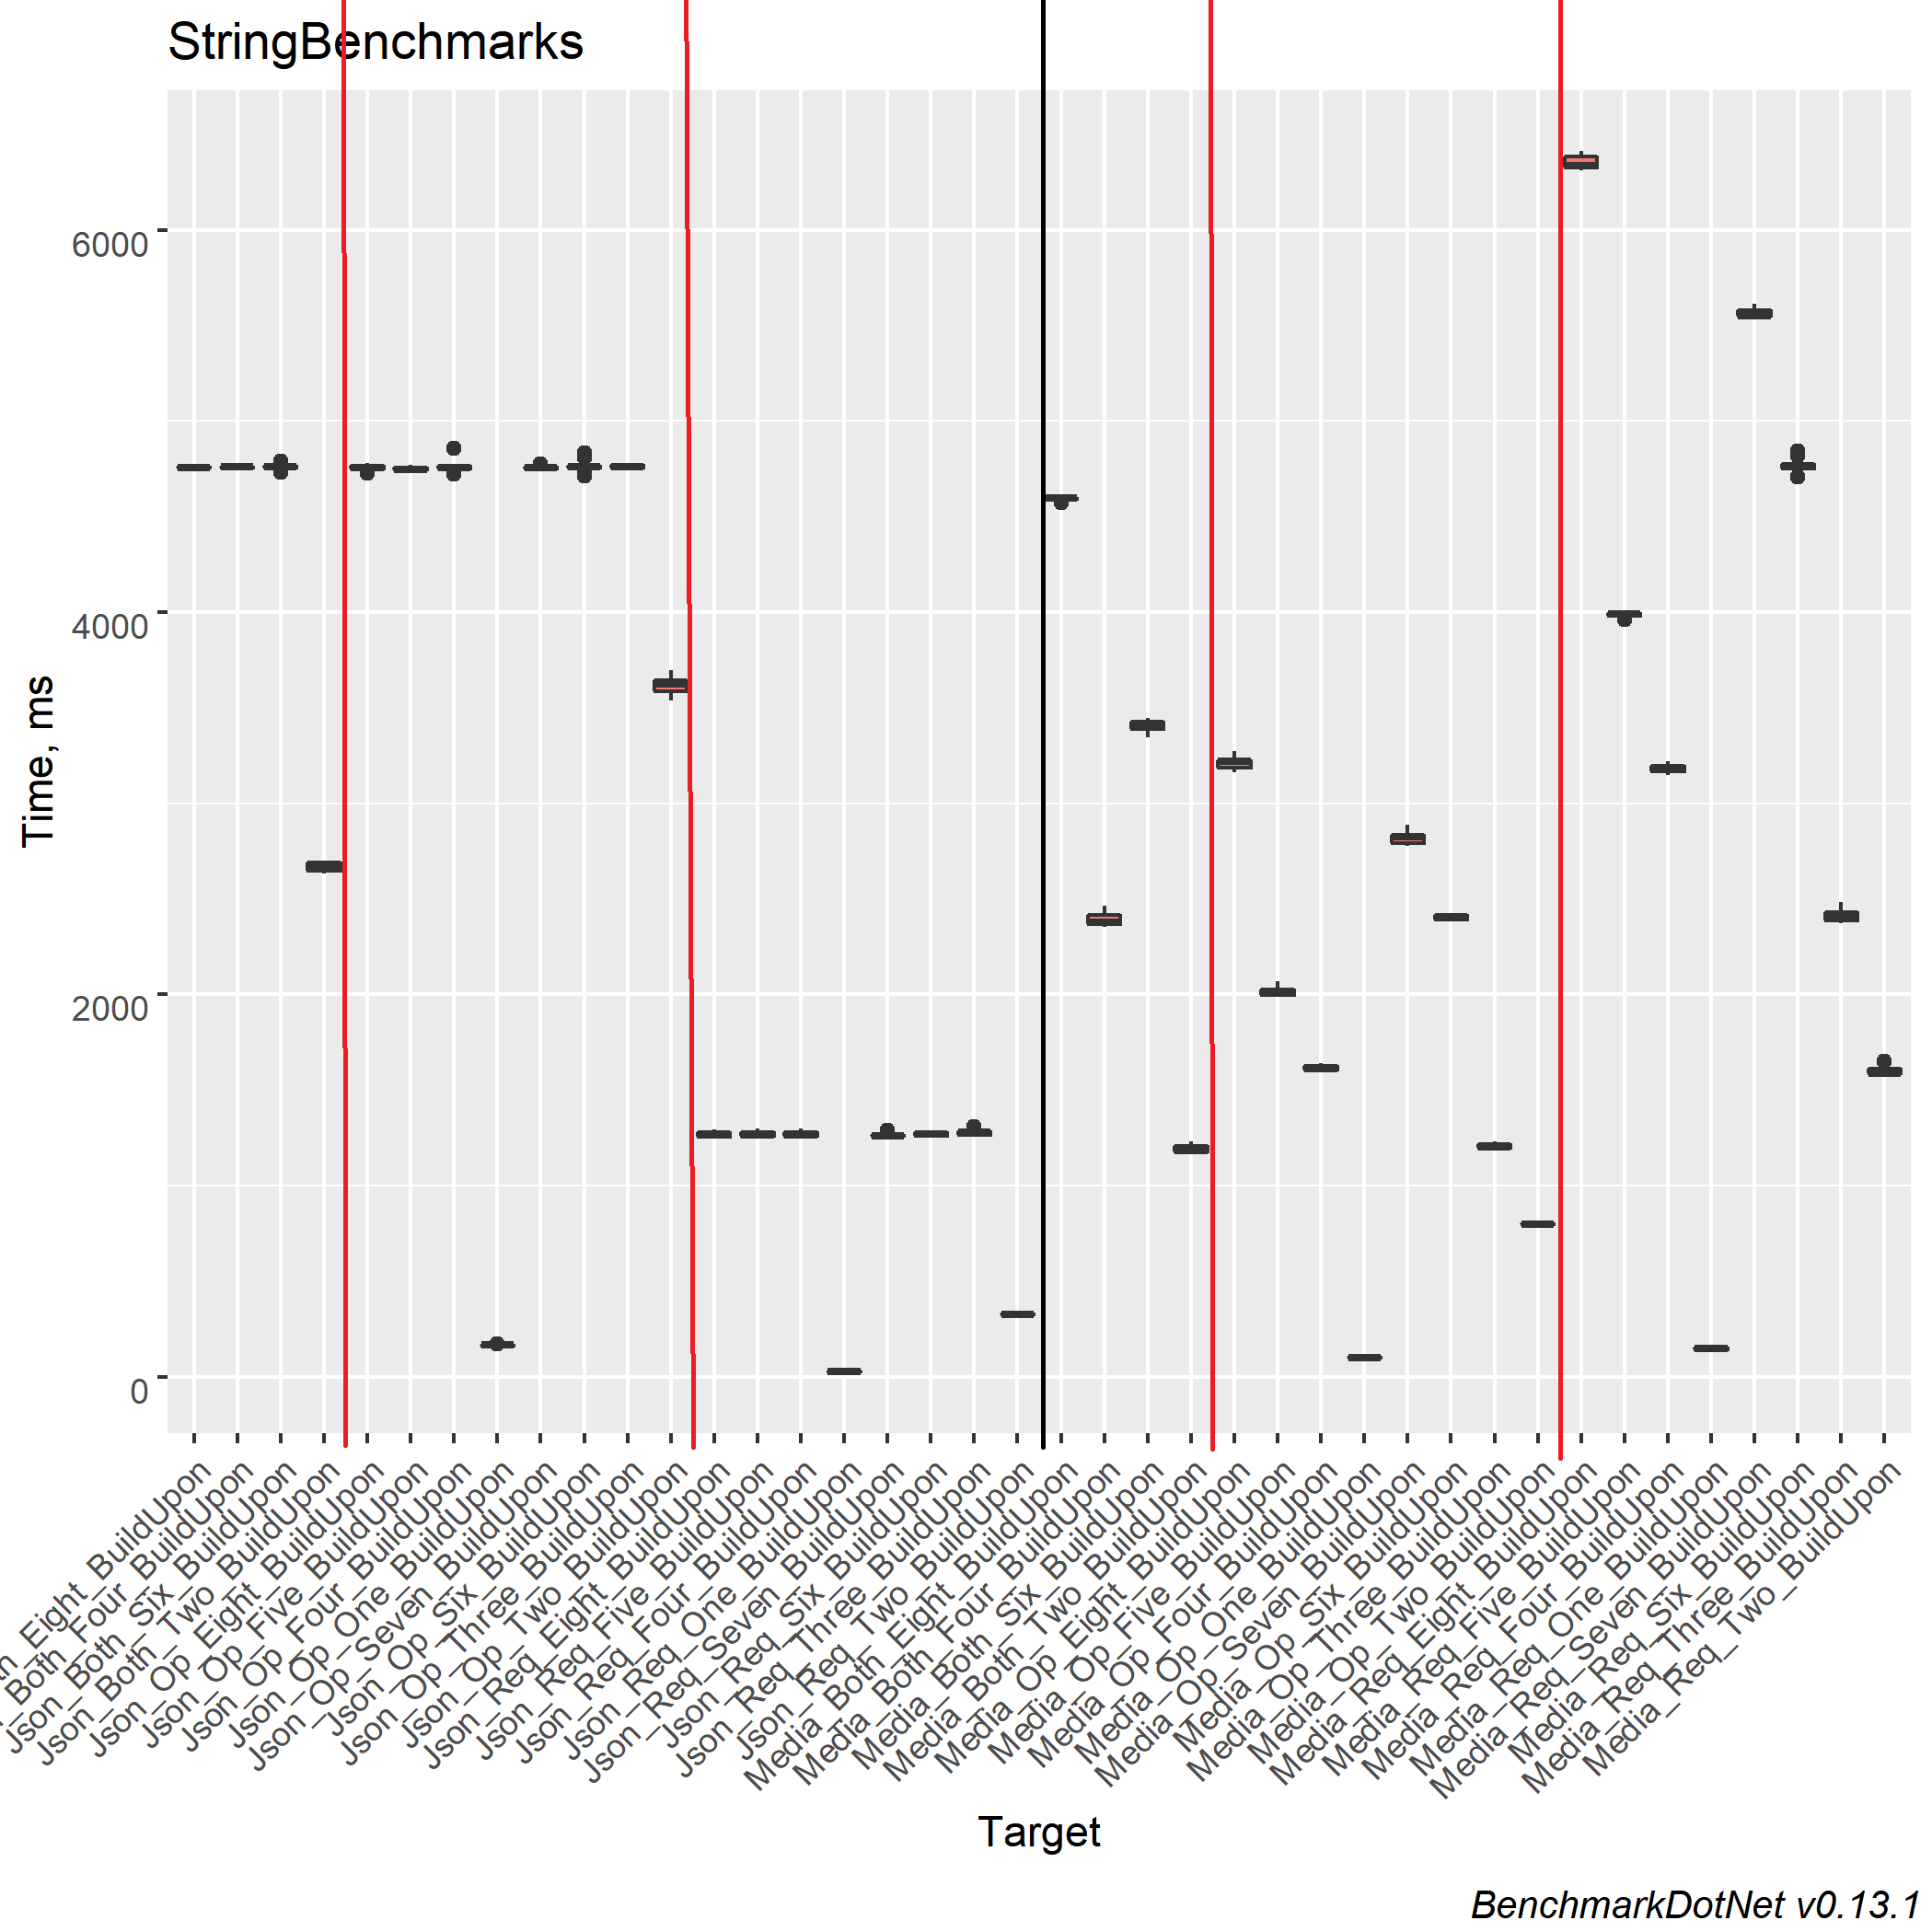 StringBenchmarks
6000
4000
2000
0
Time, ms
Eight_BuildUpon
Both_Four_BuildUpon
Json_Both_Six_BuildUpon
Json_Both_Two_BuildUpon
Json_Op_Eight_BuildUpon
Json_Op_Five_BuildUpon
Json_Op_Four_BuildUpon
Json_Op_One_BuildUpon
Json_Op_Seven_BuildUpon
Json_Op_Six_BuildUpon
Json_Op_Three_BuildUpon
Json_Op_Two_BuildUpon
Json_Req_Eight_BuildUpon
Json_Req_Five_BuildUpon
Json_Req_Four_BuildUpon
Json_Req_One_BuildUpon
Json_Req_Seven_BuildUpon
Json_Req_Six_BuildUpon
Json_Req_Three_BuildUpon
Json_Req_Two_BuildUpon
Media_Both_Eight_BuildUpon
Media_Both_Four_BuildUpon
Media_Both_Six_BuildUpon
Media_Both_Two_BuildUpon
Media_Op_Eight_BuildUpon
Media_Op_Five_BuildUpon
Media_Op_Four_BuildUpon
Media_Op_One_BuildUpon
Media_Op_Seven_BuildUpon
Media_Op_Six_BuildUpon
Media_Op_Three_BuildUpon
Media_Op_Two_BuildUpon
Media_Req_Eight_BuildUpon
Media_Req_Five_BuildUpon
Media_Req_Four_BuildUpon
Media_Req_One_BuildUpon
Media_Req_Seven_BuildUpon
Media_Req_Six_BuildUpon
Media_Req_Three_BuildUpon
Media_Req_Two_BuildUpon
Target
BenchmarkDotNet v0.13.1